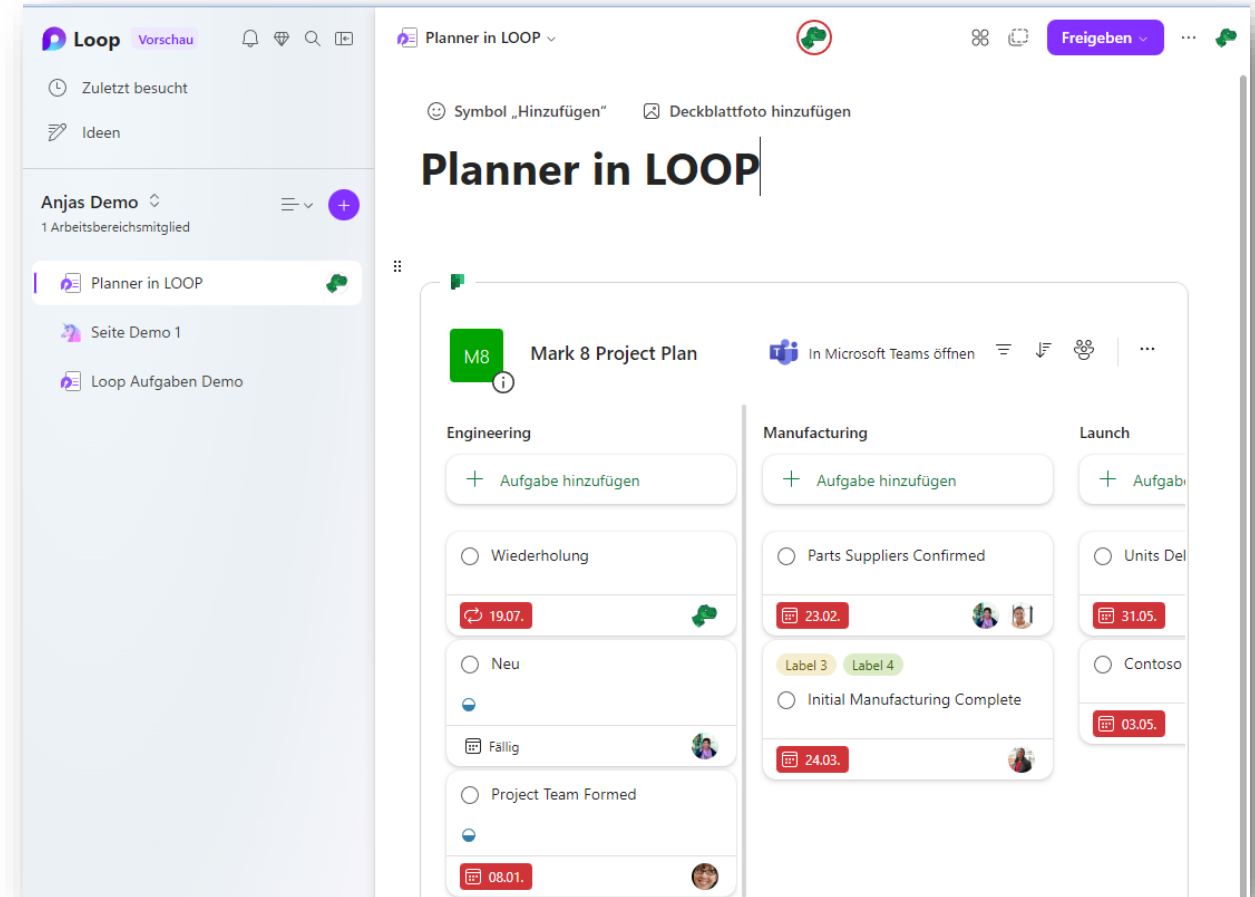 Loop Vorschau
Zuletzt besucht
Ideen
Anjas Demo
1 Arbeitsbereichsmitglied
Planner in LOOP
Seite Demo 1
Loop Aufgaben Demo
Planner in LOOP
Freigeben
Symbol „Hinzufügen“
Deckblattfoto hinzufügen
Planner in LOOP
M8
Mark 8 Project Plan
In Microsoft Teams öffnen
Engineering
Aufgabe hinzufügen
Wiederholung
19.07.
Neu
Fällig
Project Team Formed
08.01.
Manufacturing
Aufgabe hinzufügen
Parts Suppliers Confirmed
23.02.
Label 3 Label 4
Initial Manufacturing Complete
24.03.
Launch
Aufgab
Units Del
31.05.
Contoso
03.05.